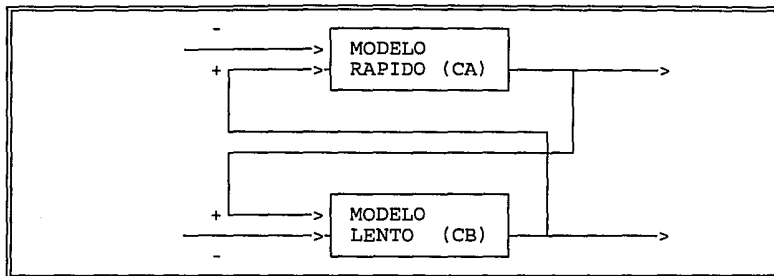 -
MODELO
+ RAPIDO (CA)
+ MODELO
LENTO (CB)
-